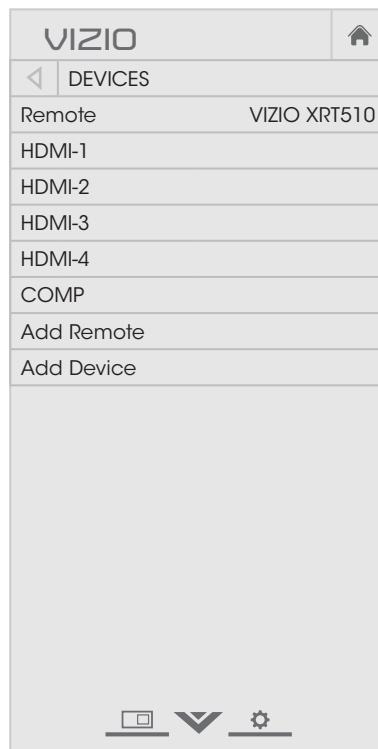 VIZIO
DEVICES
Remote VIZIO XRT510
HDMI-1
HDMI-2
HDMI-3
HDMI-4
COMP
Add Remote
Add Device